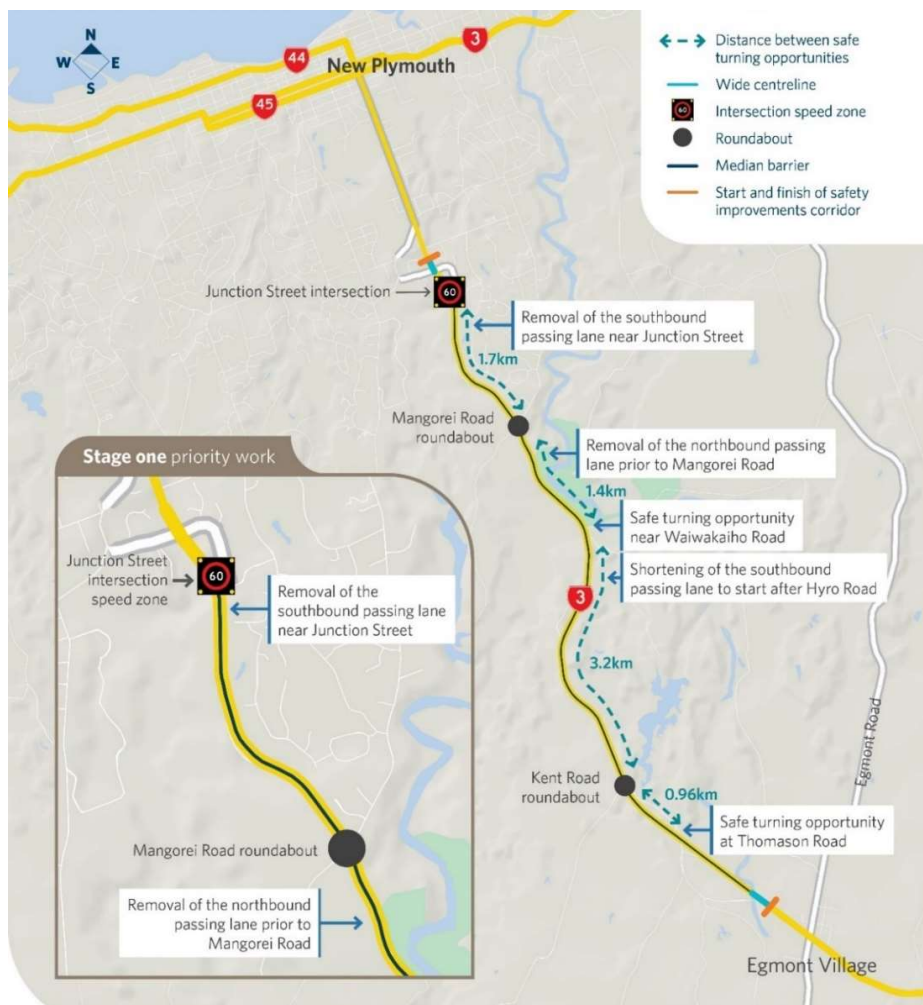 N
W E
S
44
3
New Plymouth
45
Distance between safe
turning opportunities
Wide centreline
60
Intersection speed zone
Roundabout
Median barrier
Start and finish of safety
improvements corridor
Junction Street intersection
60
Removal of the southbound
passing lane near Junction Street
1.7km
Mangorei Road
roundabout
Removal of the northbound passing
lane prior to Mangorei Road
1.4km
Safe turning opportunity
near Waiwakaiho Road
Shortening of the southbound
passing lane to start after Hyro Road
3
3.2km
Egmont Road
Kent Road
roundabout
0.96km
Safe turning opportunity
at Thomason Road
Egmont Village
Stage one priority work
Junction Street
intersection
speed zone
60
Removal of the
southbound passing lane
near Junction Street
Mangorei Road roundabout
Removal of the northbound
passing lane prior to
Mangorei Road